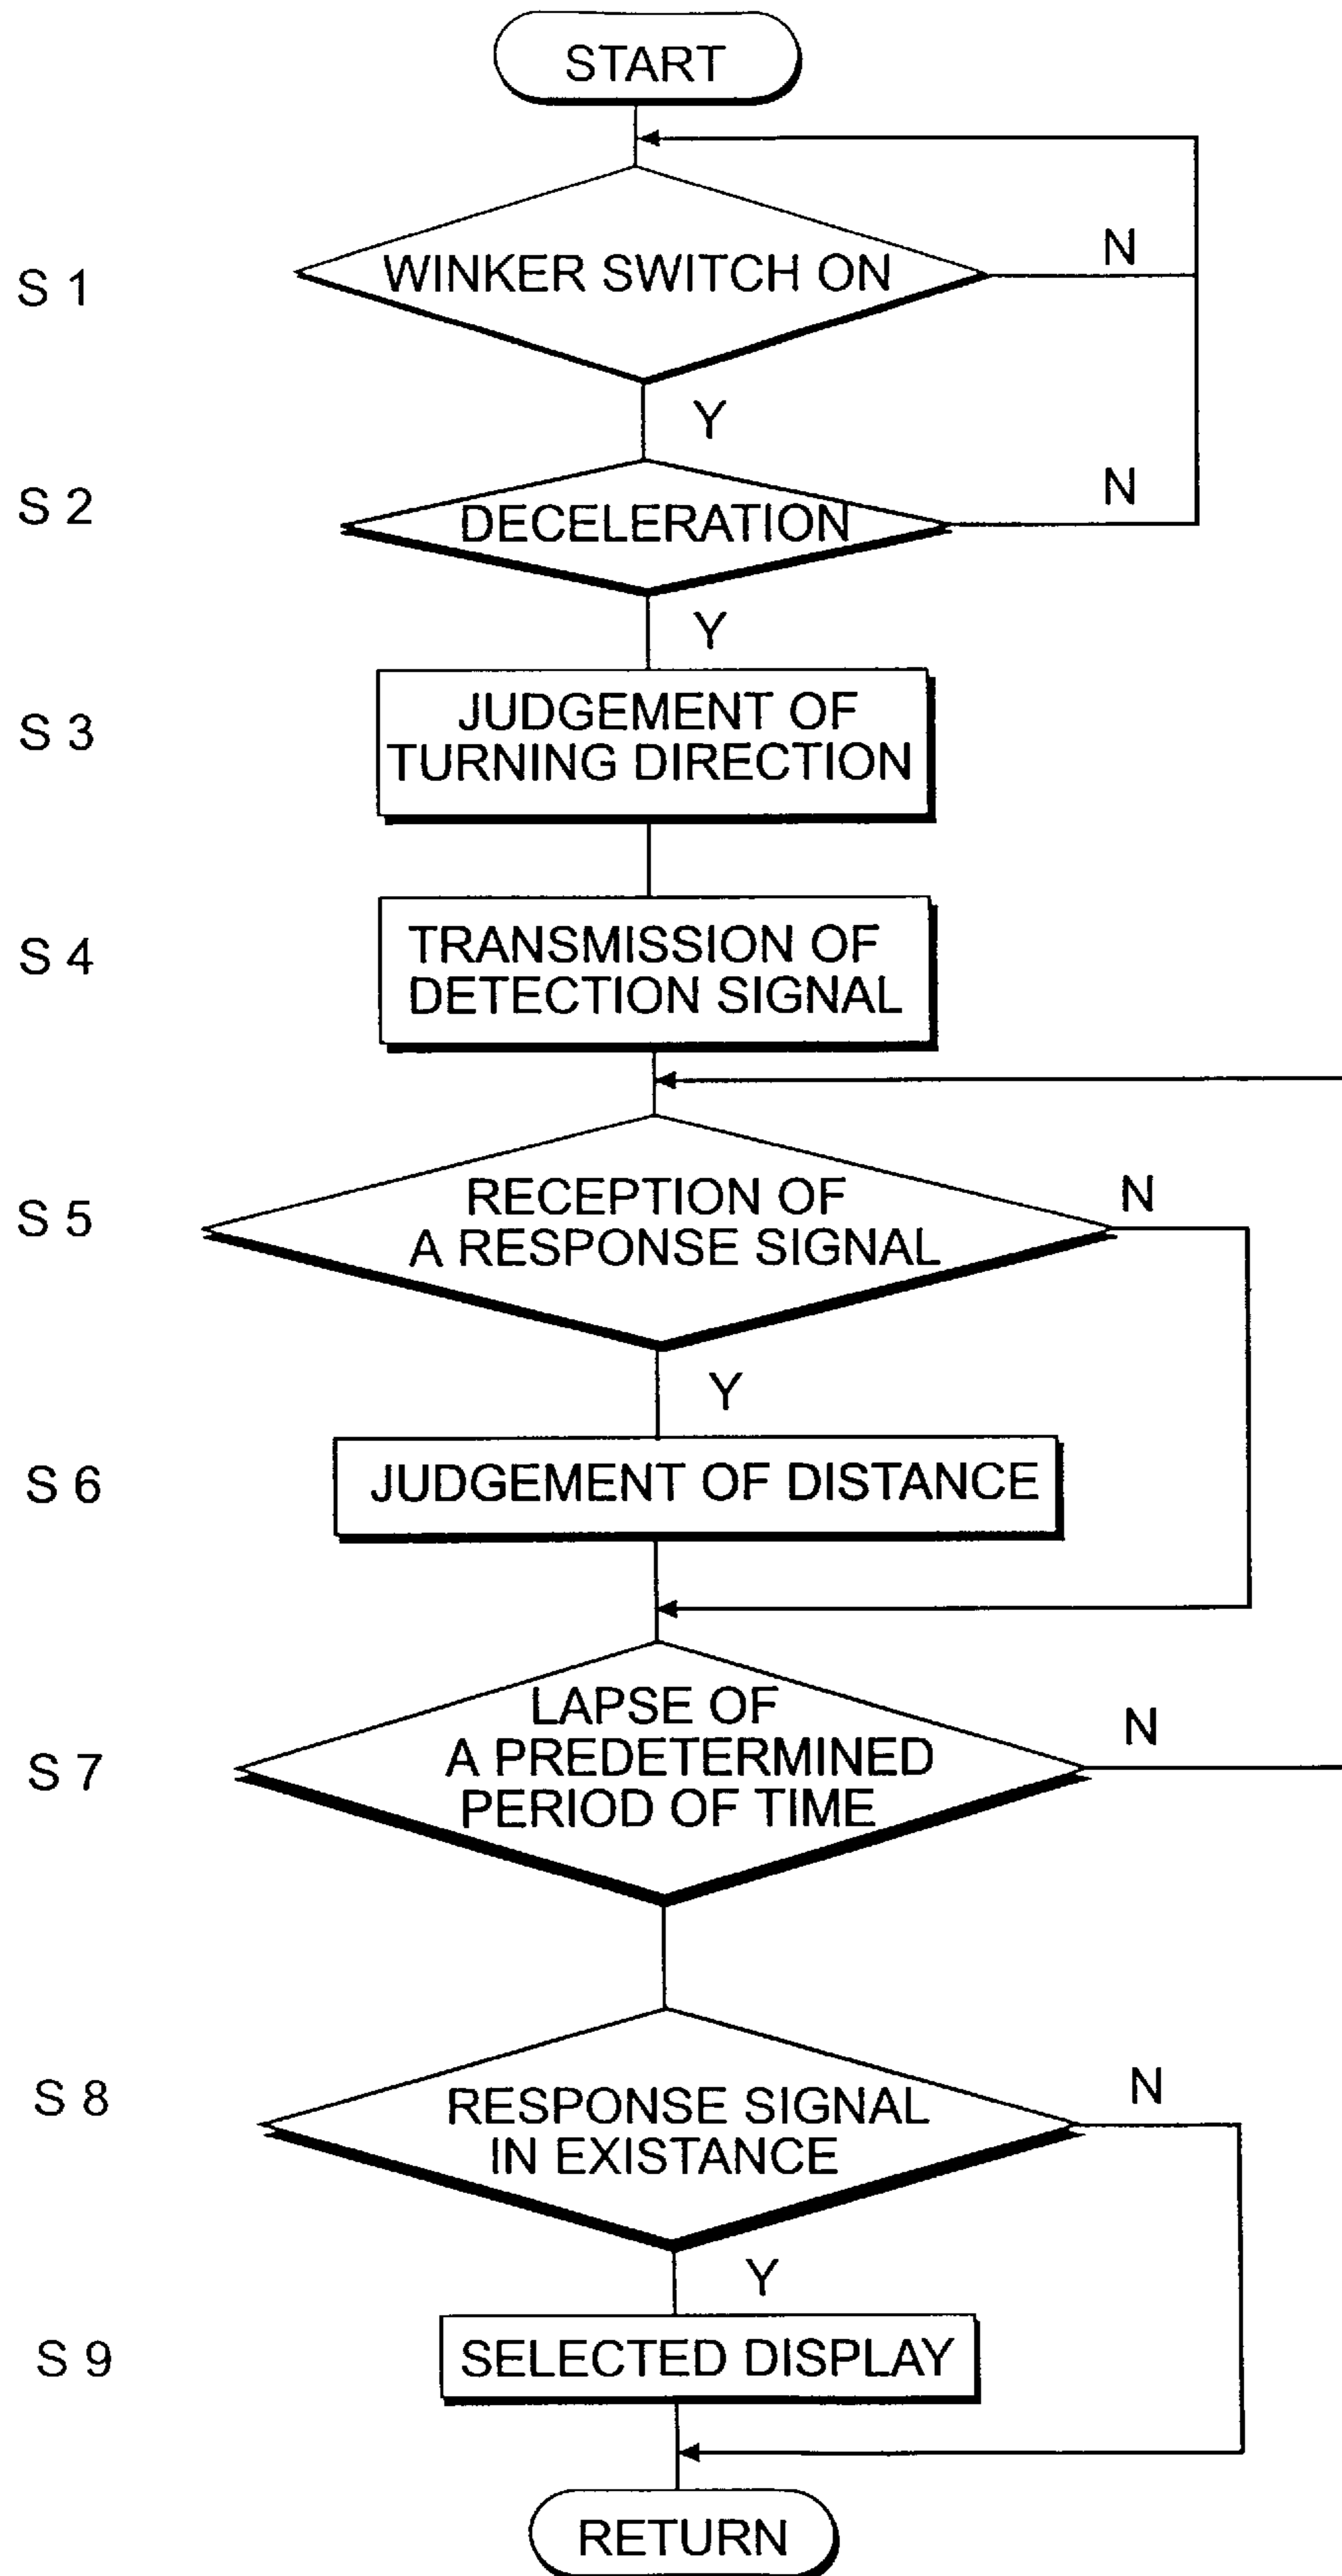 START
S 1
WINKER SWITCH ON
N
Y
S 2
DECELERATION
N
Y
S 3
JUDGEMENT OF
TURNING DIRECTION
S 4
TRANSMISSION OF
DETECTION SIGNAL
S 5
RECEPTION OF
A RESPONSE SIGNAL
N
Y
S 6
JUDGEMENT OF DISTANCE
S 7
LAPSE OF
A PREDETERMINED
PERIOD OF TIME
N
S 8
RESPONSE SIGNAL
IN EXISTANCE
N
Y
S 9
SELECTED DISPLAY
RETURN